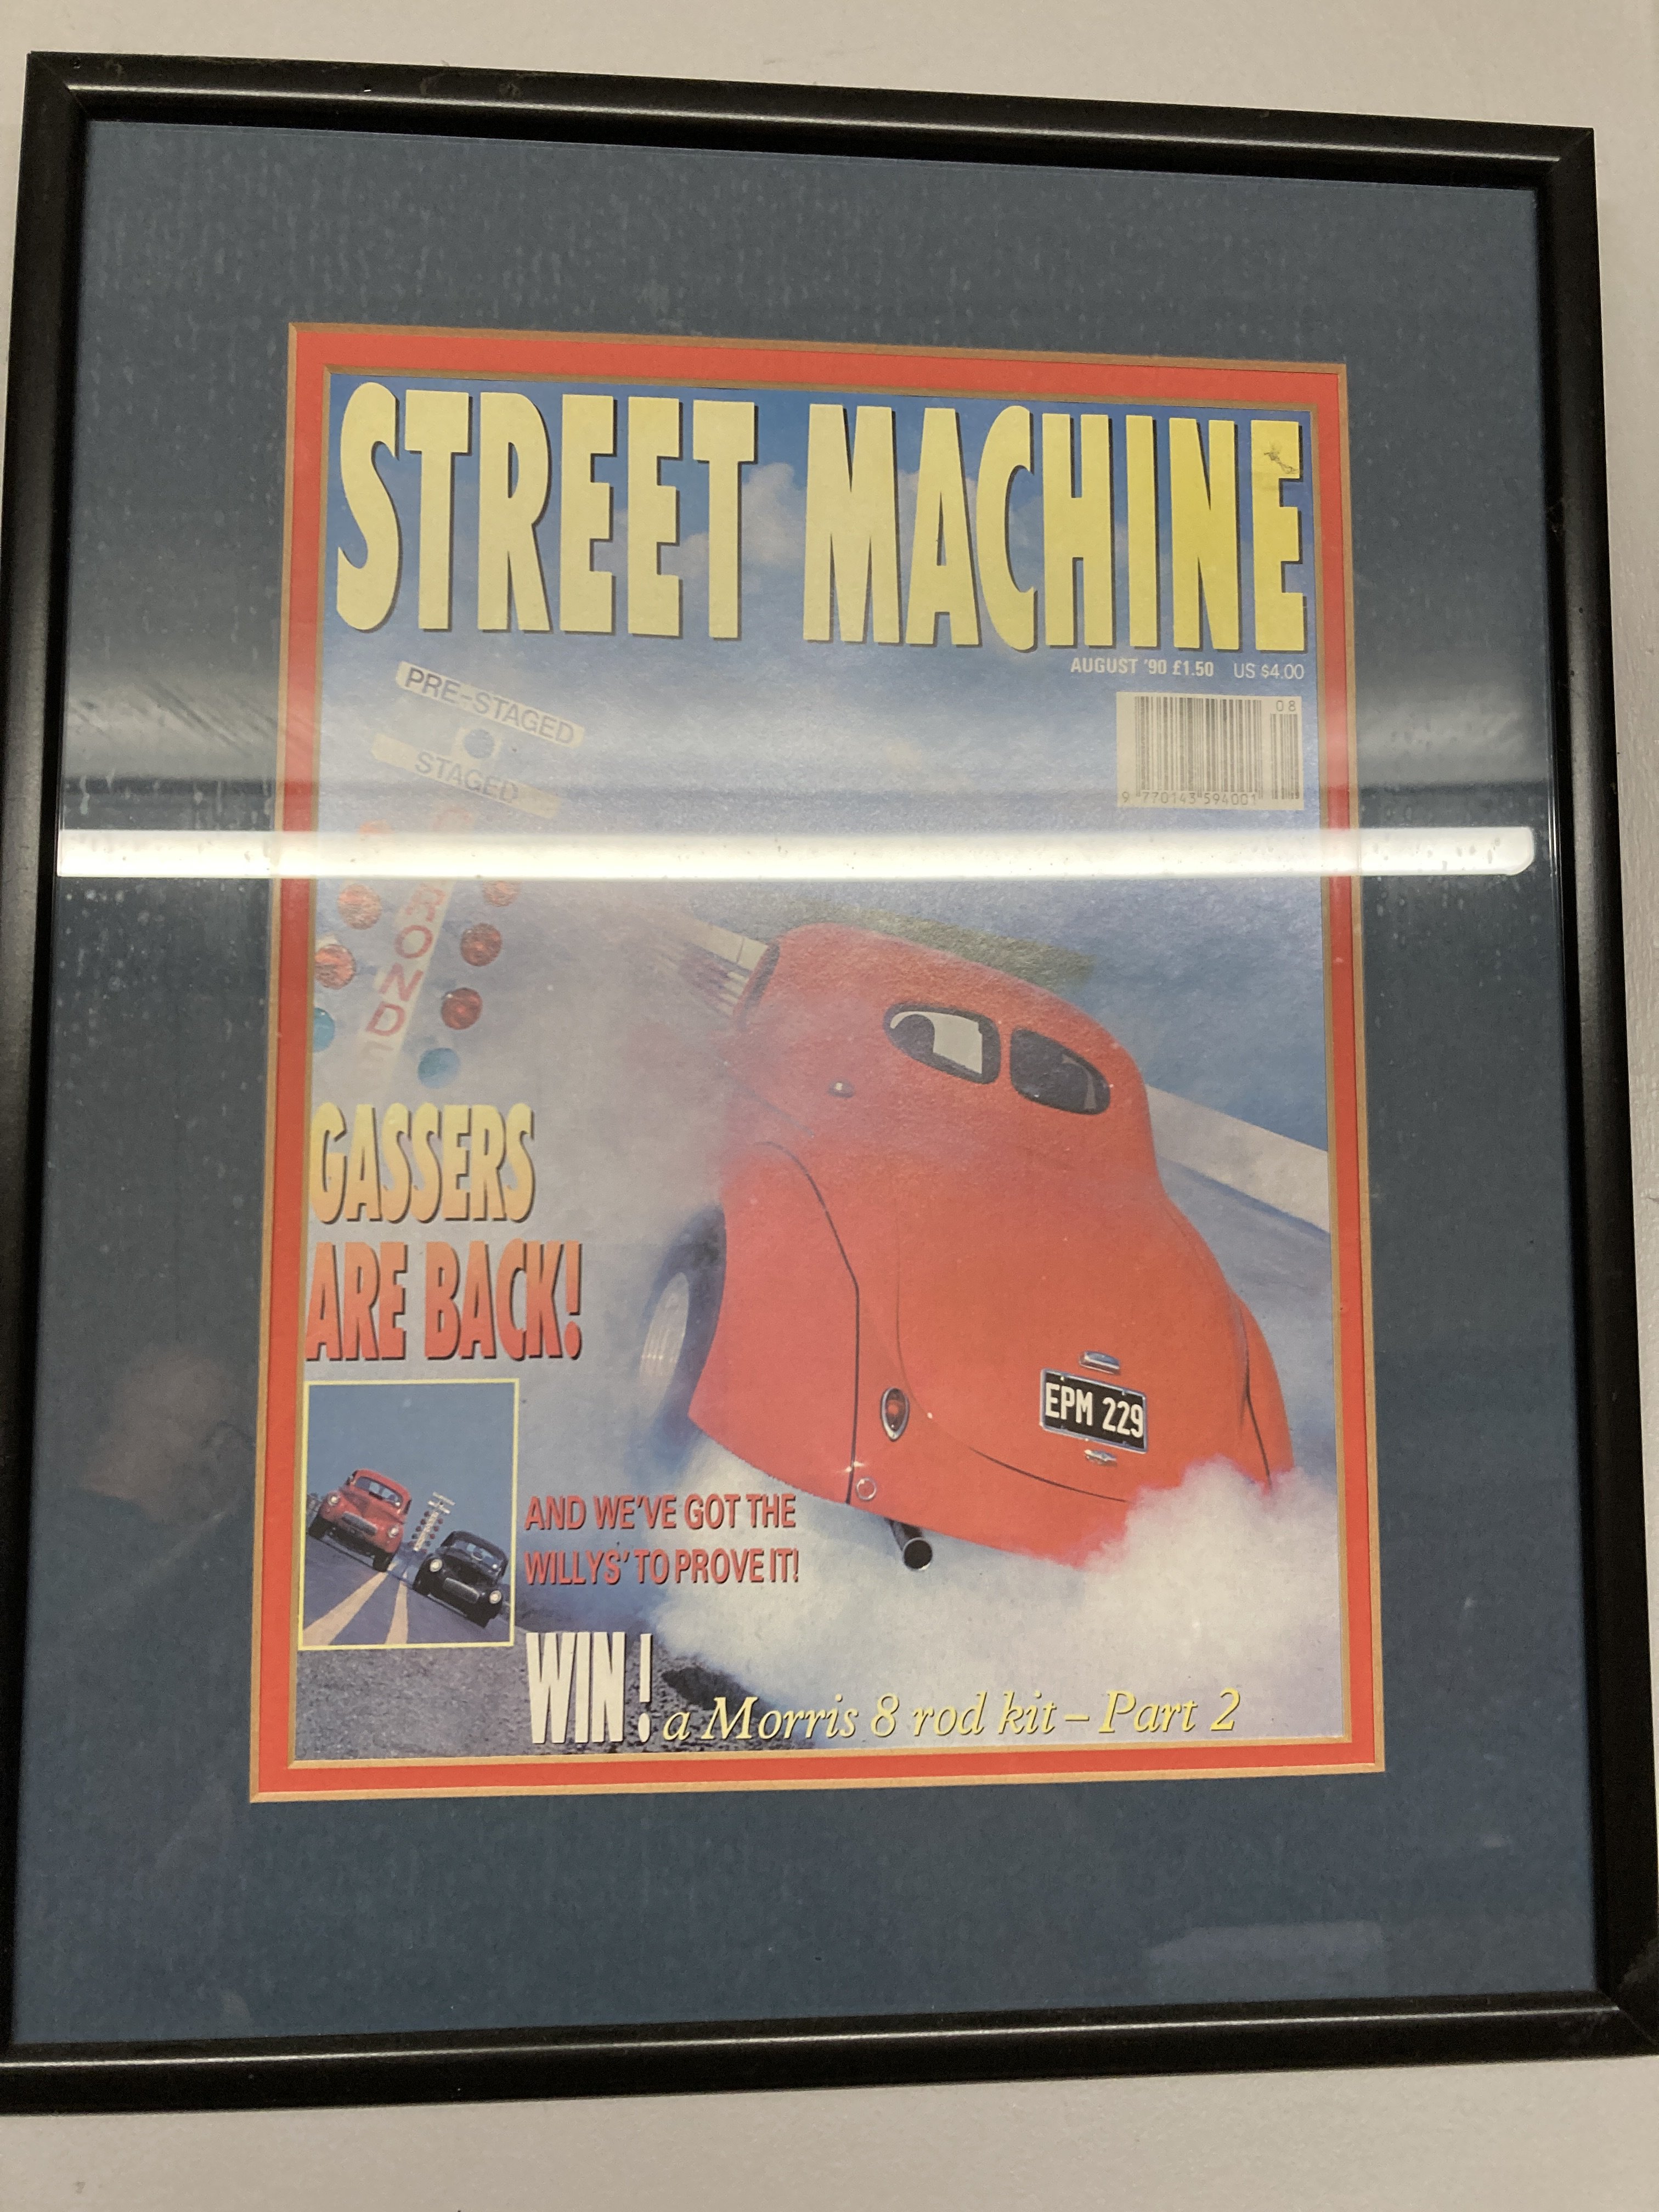 STREET MACHINE
AUGUST '90 £1.50 US $4.00
08
9 770143 594001
PRE-STAGED
STAGED
GASSERS
ARE BACK!
EPM 229
AND WE'VE GOT THE
WILLYS' TO PROVE IT!
WIN! a Morris 8 rod kit – Part 2